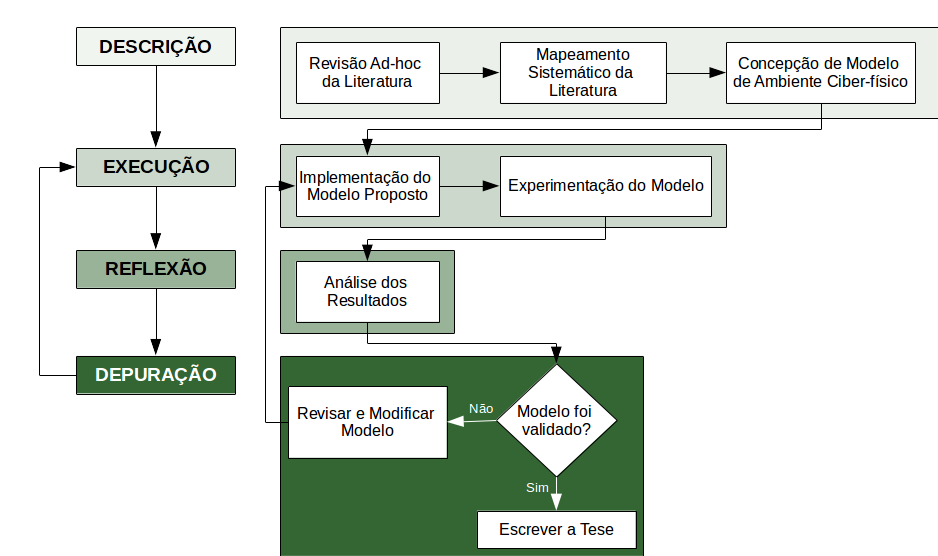 DESCRIÇÃO
EXECUÇÃO
REFLEXÃO
DEPURAÇÃO
Revisão Ad-hoc
da Literatura
Mapeamento
Sistemático da
Literatura
Concepção de Modelo
de Ambiente Ciber-físico
Implementação do
Modelo Proposto
Experimentação do Modelo
Análise dos
Resultados
Modelo foi
validado?
Não
Revisar e Modificar
Modelo
Sim
Escrever a Tese